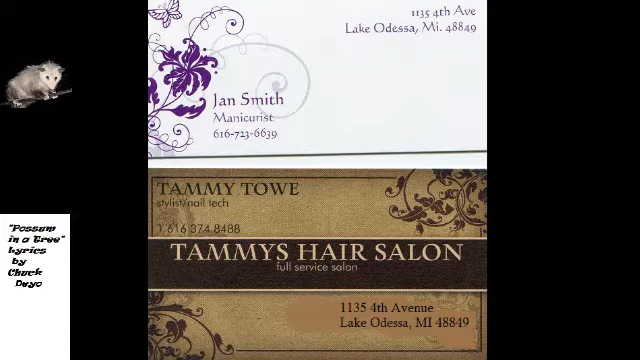 1135 4th Ave
Lake Odessa, Mi. 48849
Jan Smith
Manicurist
616-723-6639
TAMMY TOWE
stylist/nail tech
1 616 374 8488
TAMMYS HAIR SALON
full service salon
1135 4th Avenue
Lake Odessa, MI 48849
"Possum
in a Tree"
Lyrics
by
Chuck
Deyo